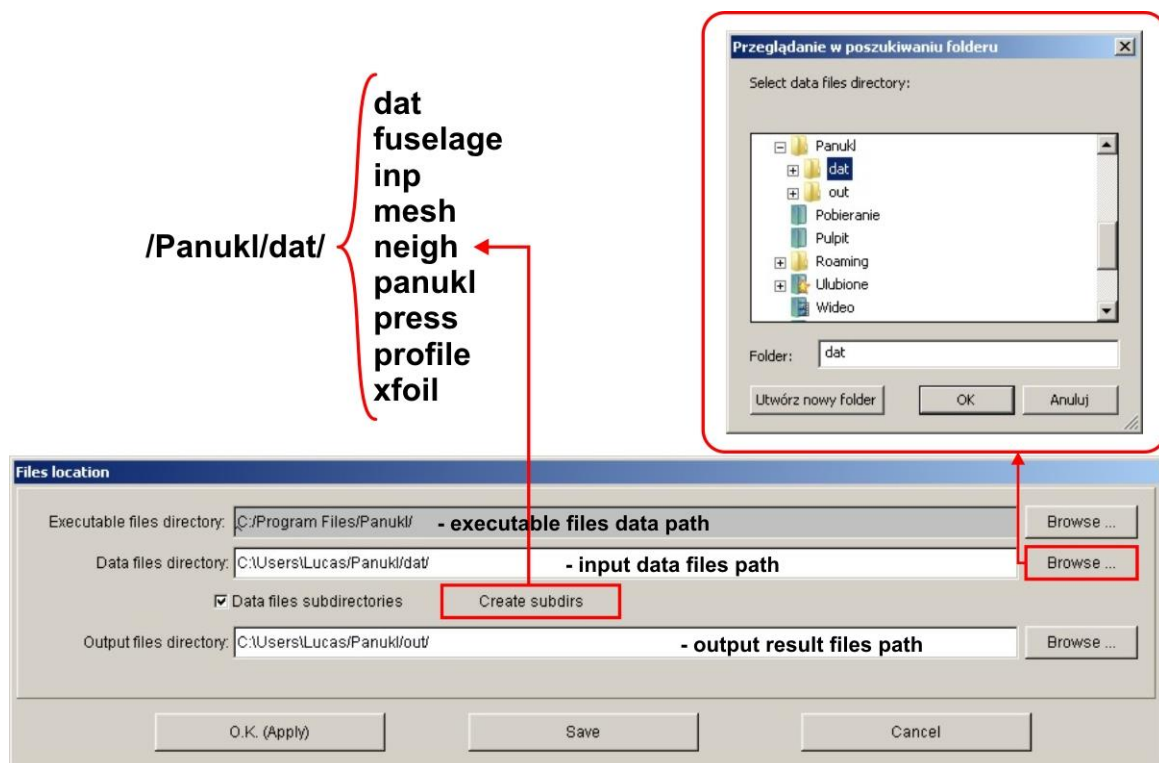 /Panukl/dat/
dat
fuselage
inp
mesh
neigh
panukl
press
profile
xfoil
Przeglądanie w poszukiwaniu folderu
Select data files directory:
Panukl
dat
out
Pobieranie
Pulpit
Roaming
Ulubione
Wideo
Folder: dat
Utwórz nowy folder OK Anuluj
Files location
Executable files directory: C:/Program Files/Panukl/ - executable files data path Browse ...
Data files directory: C:\Users\Lucas/Panukl/dat/ - input data files path Browse ...
Data files subdirectories Create subdirs
Output files directory: C:\Users\Lucas/Panukl/out/ - output result files path Browse ...
O.K. (Apply) Save Cancel